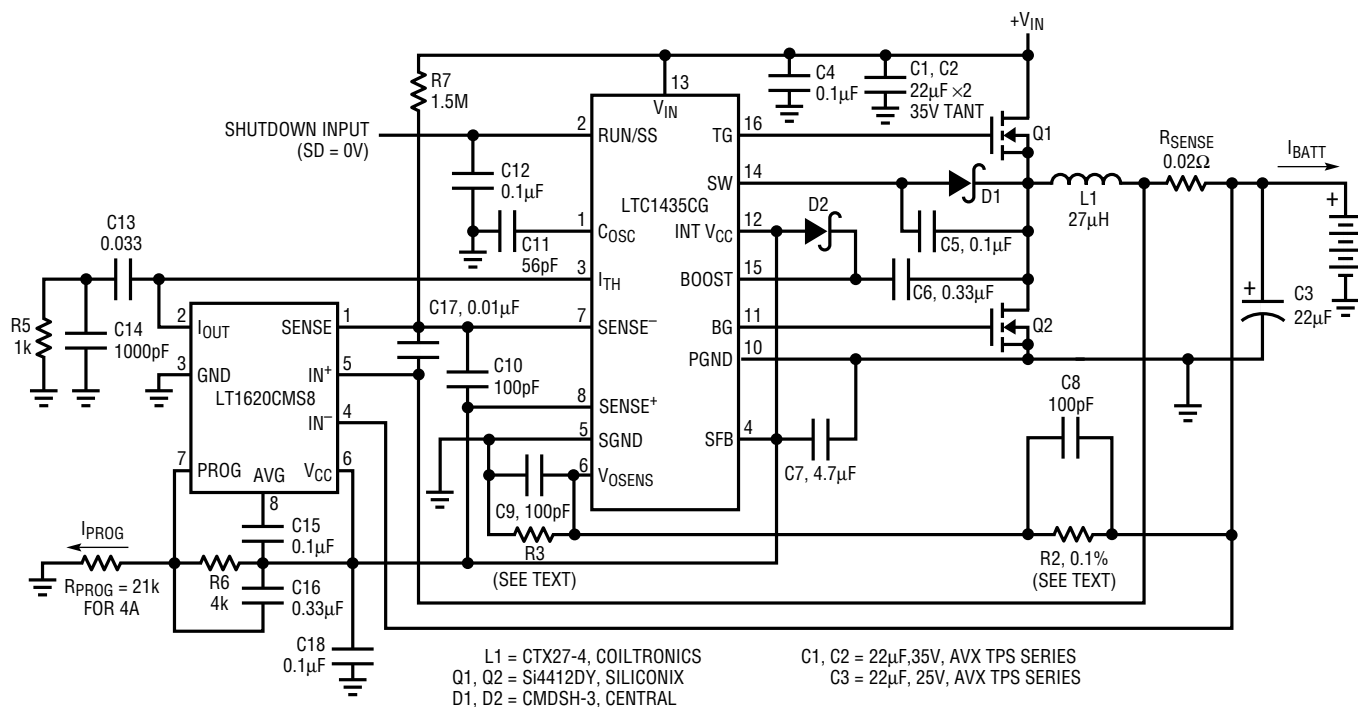 +VIN
R7
1.5M
13
VIN
C4
0.1µF
C1, C2
22µF ×2
35V TANT
SHUTDOWN INPUT
(SD = 0V)
2
RUN/SS
TG
16
Q1
RSENSE
0.02Ω
IBATT
C12
0.1µF
SW
14
D1
L1
27µH
LTC1435CG
+
C13
0.033
1
COSC
C11
56pF
INT VCC
12
D2
C5, 0.1µF
3
ITH
BOOST
15
C6, 0.33µF
+
C3
22µF
R5
1k
C14
1000pF
2
IOUT
SENSE
1
C17, 0.01µF
7
SENSE–
BG
11
Q2
3
GND
IN+
5
LT1620CMS8
C10
100pF
PGND
10
IN–
4
8
SENSE+
C8
100pF
5
SGND
SFB
4
C7, 4.7µF
7
PROG
AVG
VCC
6
6
VOSENS
8
C9, 100pF
IPROG
C15
0.1µF
R3
(SEE TEXT)
R2, 0.1%
(SEE TEXT)
RPROG = 21k
FOR 4A
R6
4k
C16
0.33µF
C18
0.1µF
L1 = CTX27-4, COILTRONICS
Q1, Q2 = Si4412DY, SILICONIX
D1, D2 = CMDSH-3, CENTRAL
C1, C2 = 22µF,35V, AVX TPS SERIES
C3 = 22µF, 25V, AVX TPS SERIES